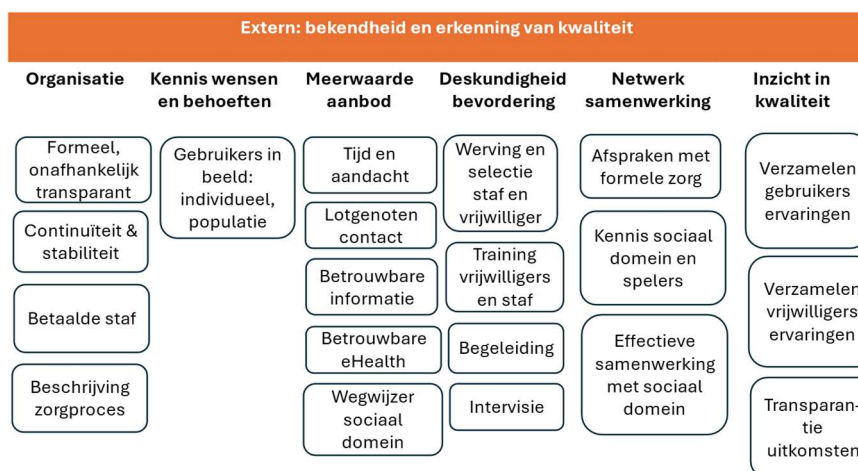 Extern: bekendheid en erkenning van kwaliteit
Organisatie
Kennis wensen
en behoeften
Meerwaarde
aanbod
Deskundigheid
bevordering
Netwerk
samenwerking
Inzicht in
kwaliteit
Formeel,
onafhankelijk
transparant
Continuïteit &
stabiliteit
Betaalde staf
Beschrijving
zorgproces
Gebruikers in
beeld:
individueel,
populatie
Tijd en
aandacht
Lotgenoten
contact
Betrouwbare
informatie
Betrouwbare
eHealth
Wegwijzer
sociaal
domein
Werving en
selectie
staf en
vrijwilliger
Training
vrijwilligers
en staf
Begeleiding
Intervisie
Afspraken met
formele zorg
Kennis sociaal
domein en
spelers
Effectieve
samenwerking
met sociaal
domein
Verzamelen
gebruikers
ervaringen
Verzamelen
vrijwilligers
ervaringen
Transparan-
tie
uitkomsten